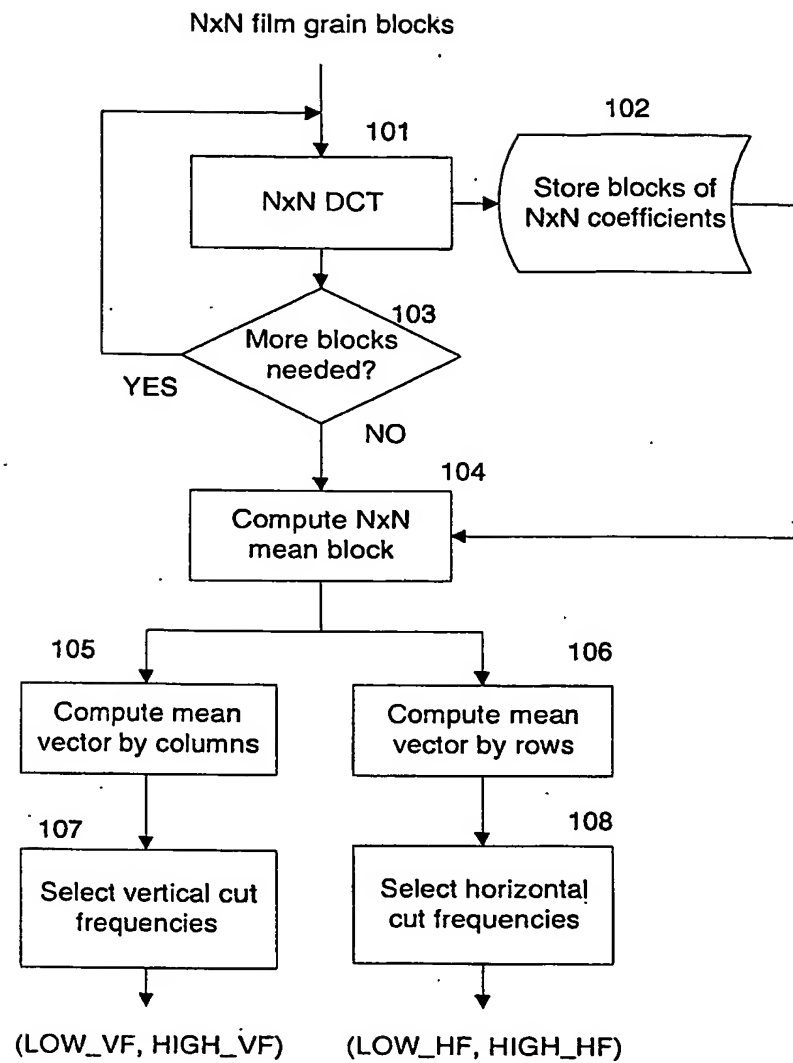 NxN film grain blocks
101
102
NxN DCT
Store blocks of
NxN coefficients
103
More blocks
needed?
YES
NO
104
Compute NxN
mean block
105
106
Compute mean
vector by columns
Compute mean
vector by rows
107
108
Select vertical cut
frequencies
Select horizontal
cut frequencies
(LOW_VF, HIGH_VF)
(LOW_HF, HIGH_HF)